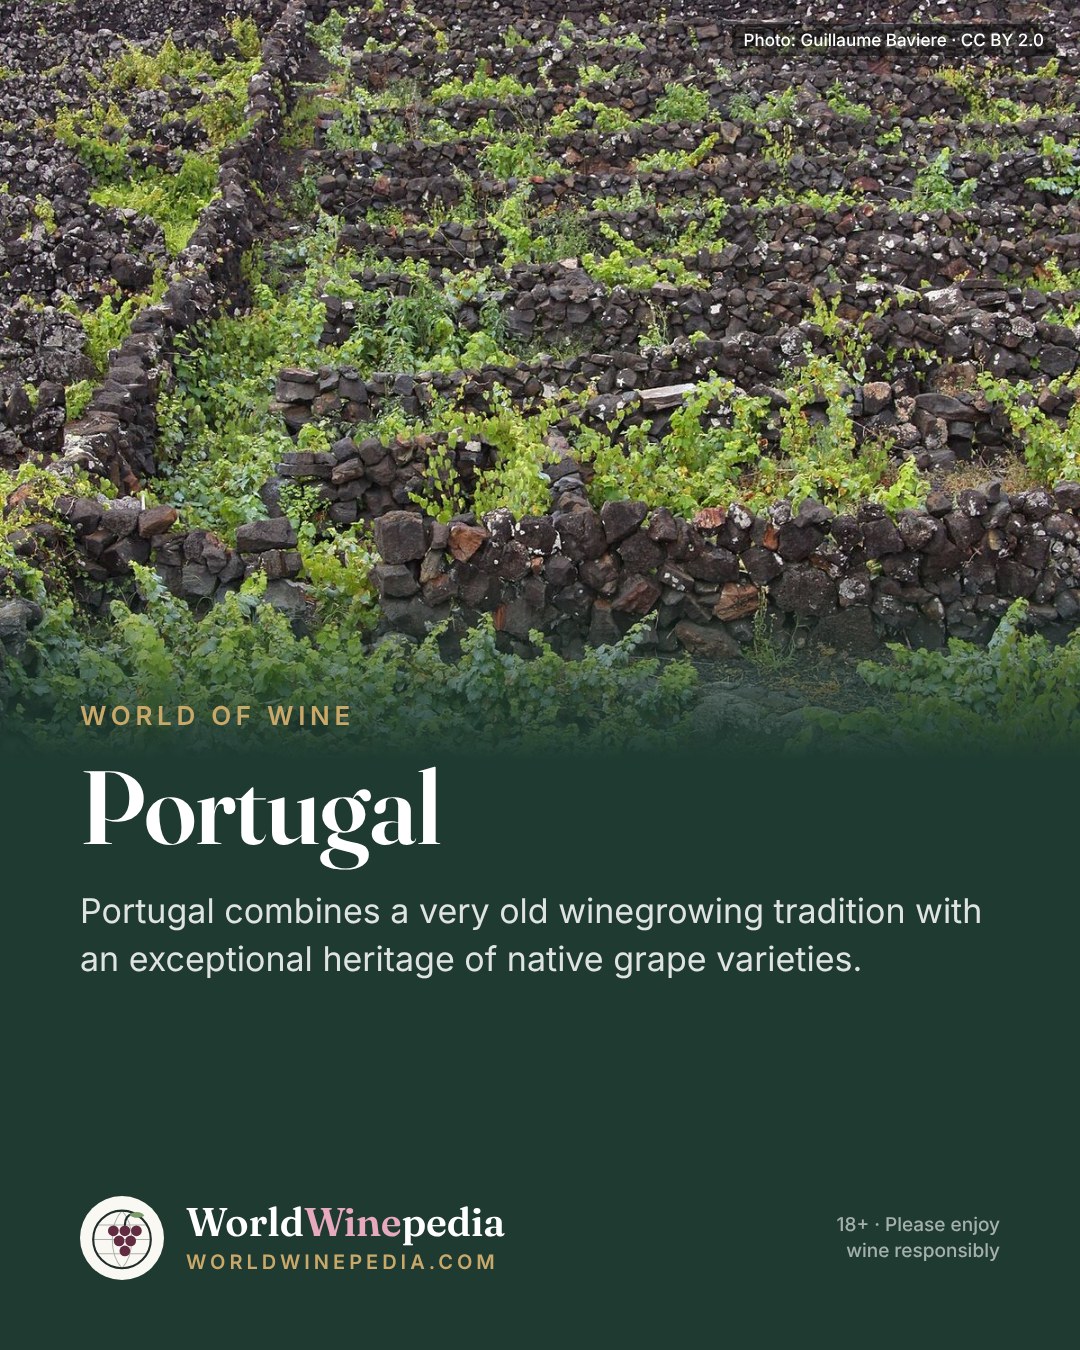 Photo: Guillaume Baviere · CC BY 2.0
WORLD OF WINE
Portugal
Portugal combines a very old winegrowing tradition with
an exceptional heritage of native grape varieties.
WorldWinepedia
WORLDWINEPEDIA.COM
18+ · Please enjoy
wine responsibly